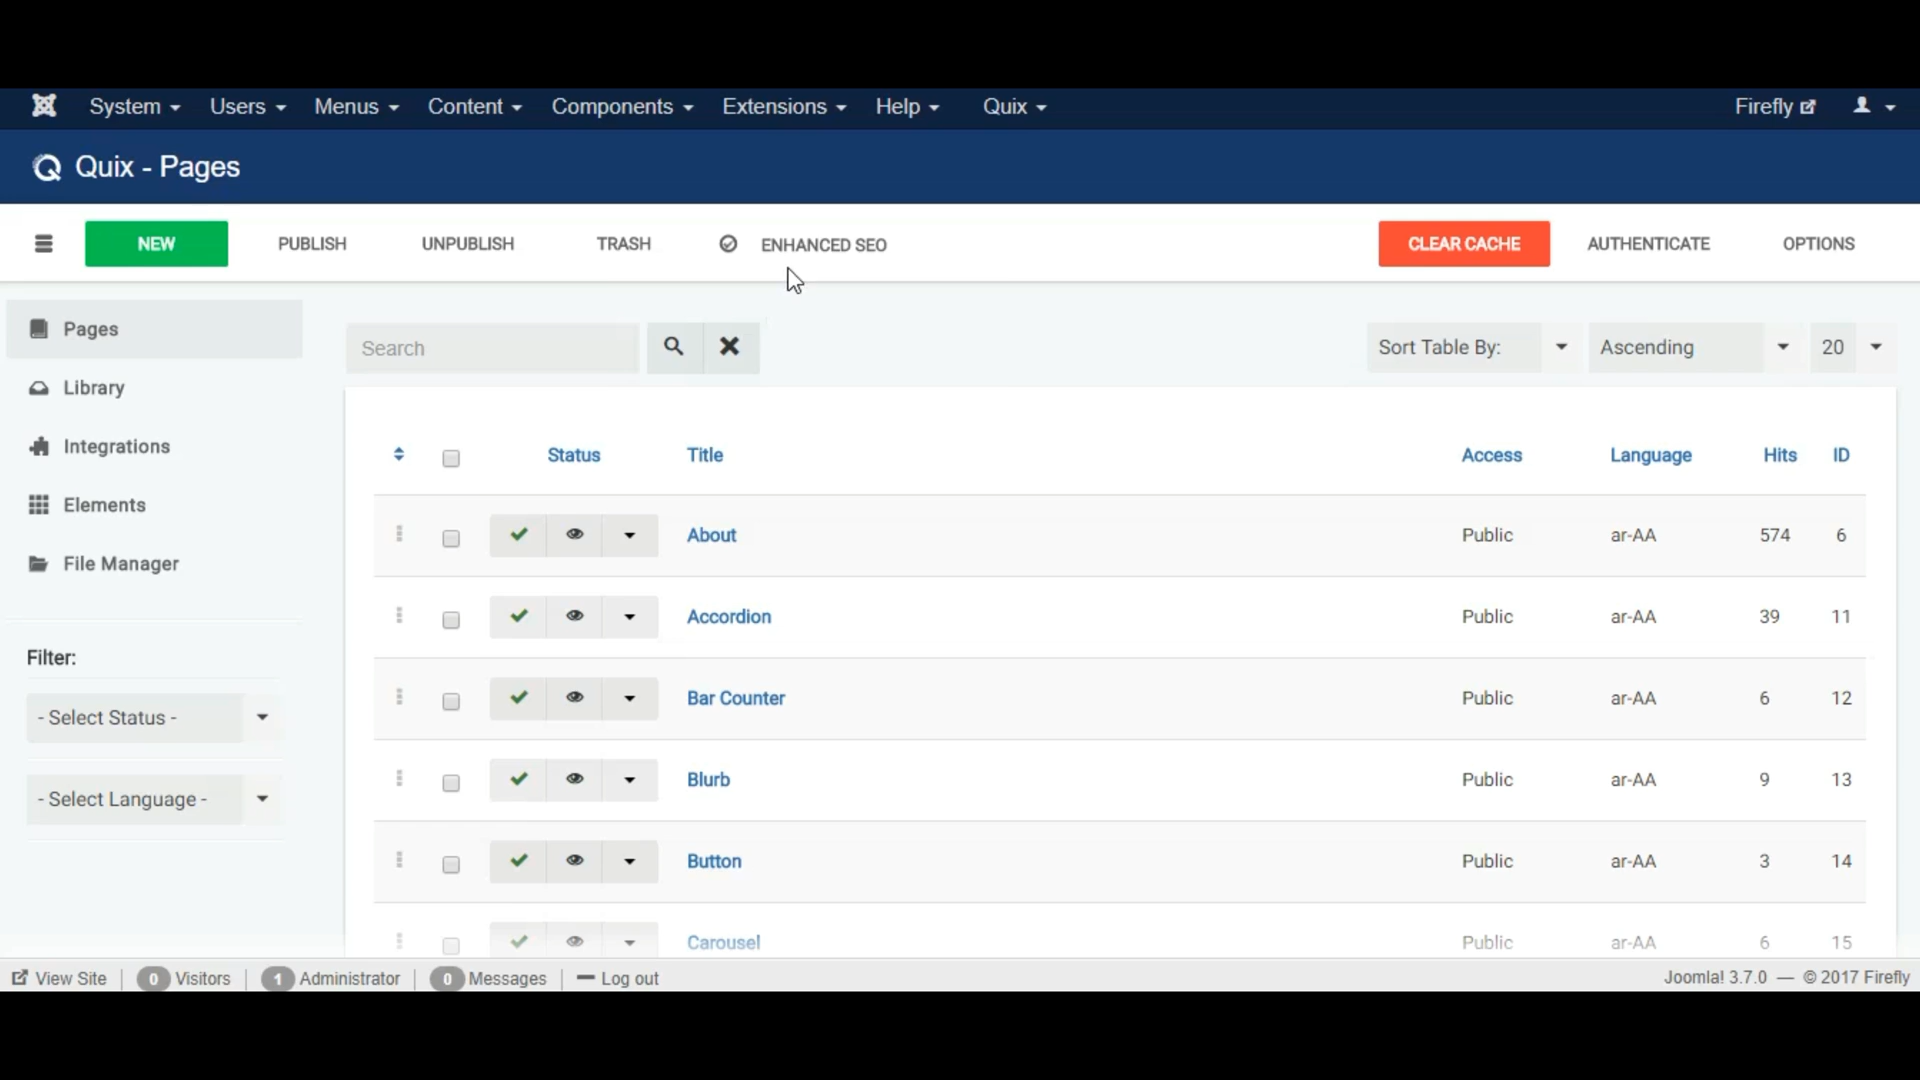 System Users Menus Content Components Extensions Help Quix Firefly
Quix - Pages
NEW PUBLISH UNPUBLISH TRASH ENHANCED SEO CLEAR CACHE AUTHENTICATE OPTIONS
Pages
Library
Integrations
Elements
File Manager
Filter:
- Select Status -
- Select Language -
Search Sort Table By: Ascending 20
Status Title Access Language Hits ID
About Public ar-AA 574 6
Accordion Public ar-AA 39 11
Bar Counter Public ar-AA 6 12
Blurb Public ar-AA 9 13
Button Public ar-AA 3 14
Carousel Public ar-AA 6 15
View Site 0 Visitors 1 Administrator 0 Messages Log out Joomla! 3.7.0 — © 2017 Firefly